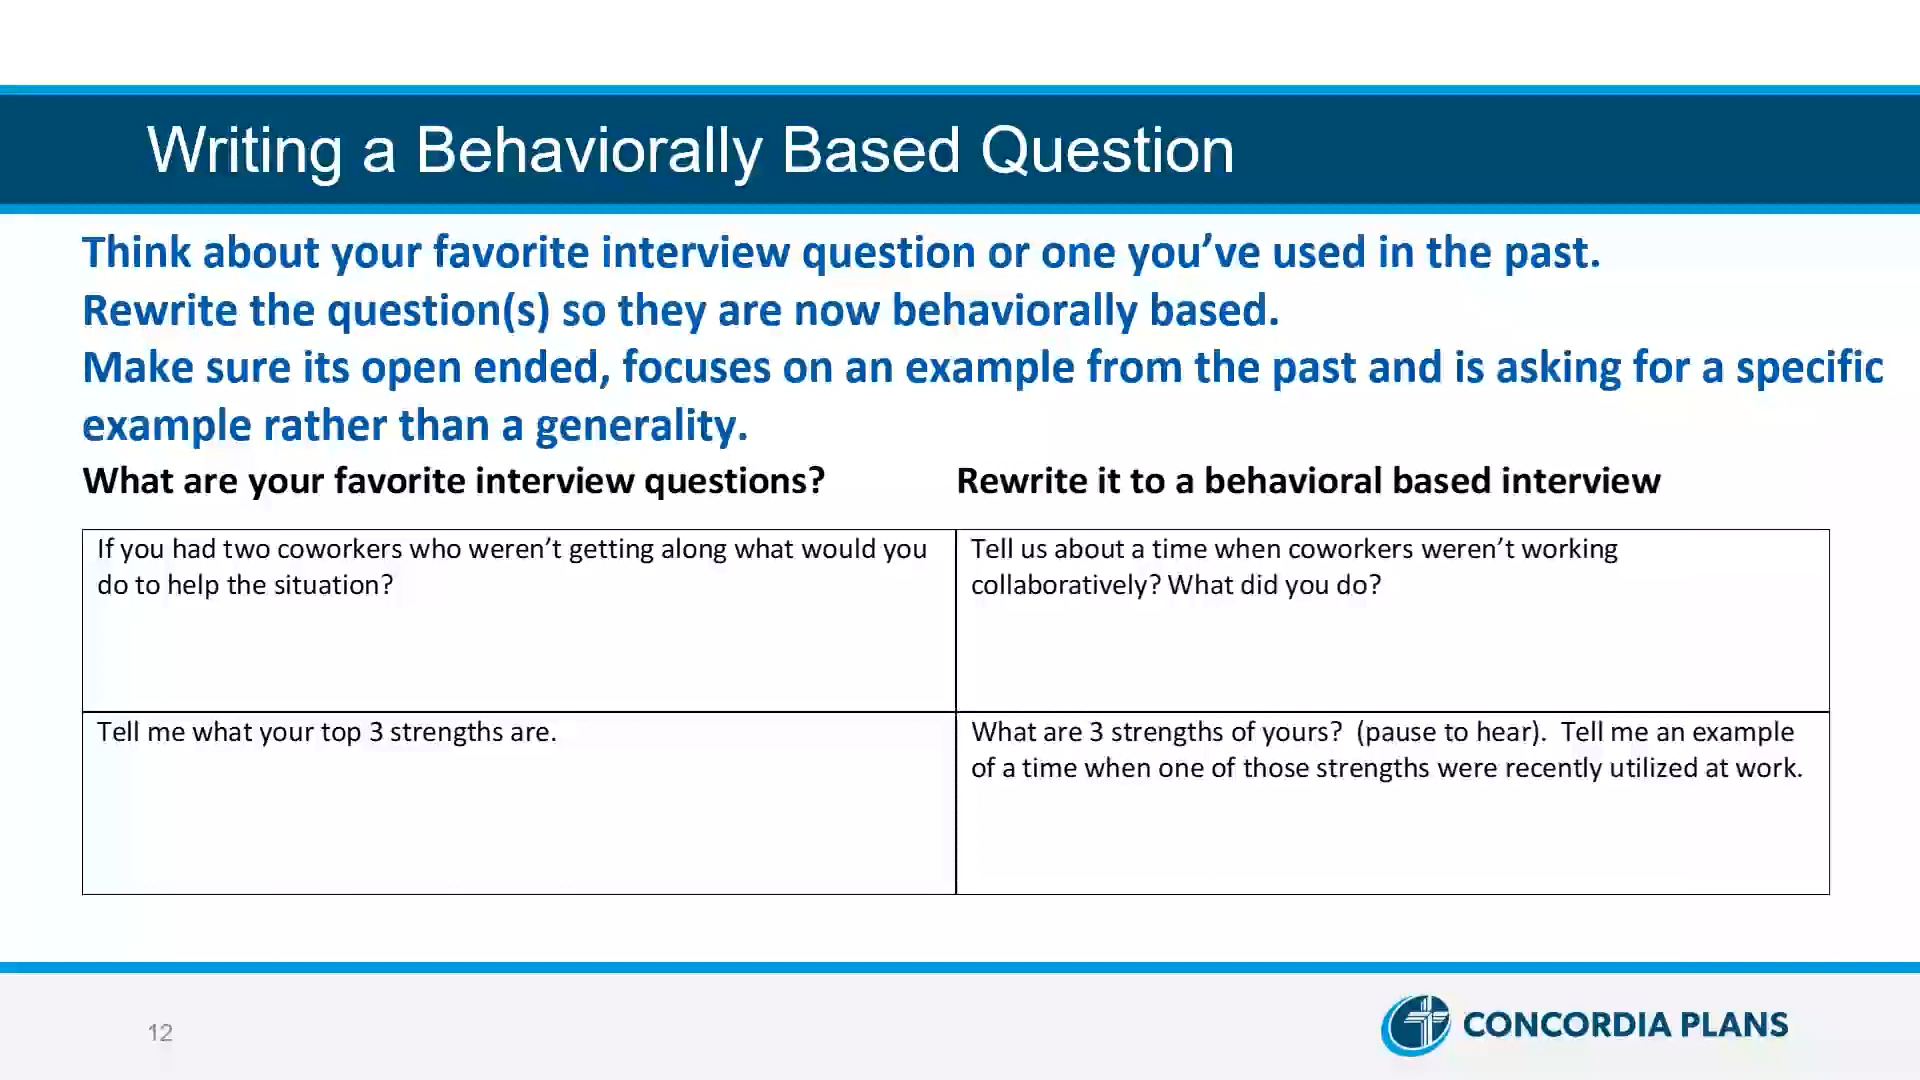 Writing a Behaviorally Based Question
Think about your favorite interview question or one you’ve used in the past.
Rewrite the question(s) so they are now behaviorally based.
Make sure its open ended, focuses on an example from the past and is asking for a specific
example rather than a generality.
What are your favorite interview questions?
Rewrite it to a behavioral based interview
If you had two coworkers who weren’t getting along what would you
do to help the situation?
Tell us about a time when coworkers weren’t working
collaboratively? What did you do?
Tell me what your top 3 strengths are.
What are 3 strengths of yours?  (pause to hear).  Tell me an example
of a time when one of those strengths were recently utilized at work.
12
CONCORDIA PLANS